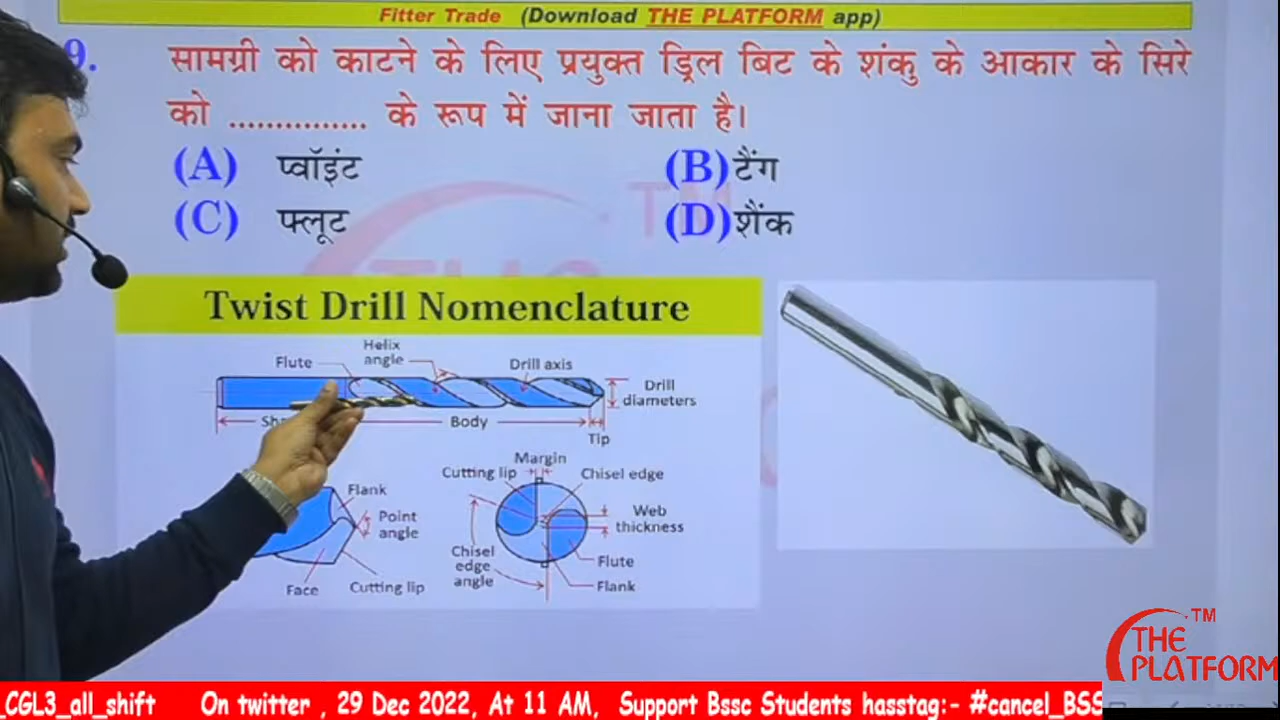 Fitter Trade (Download THE PLATFORM app)
9. सामग्री को काटने के लिए प्रयुक्त ड्रिल बिट के शंकु के आकार के सिरे
को ............... के रूप में जाना जाता है।
(A) प्वॉइंट (B) टैंग
(C) फ्लूट (D) शैंक
Twist Drill Nomenclature
Helix
angle
Flute
Drill axis
Drill
diameters
Body
Tip
Margin
Cutting lip
Chisel edge
Flank
Point
angle
Web
thickness
Chisel
edge
angle
Flute
Face
Cutting lip
Flank
THE
PLATFORM
TM
_CGL3_all_shift On twitter , 29 Dec 2022, At 11 AM, Support Bssc Students hasstag:- #cancel_BSS